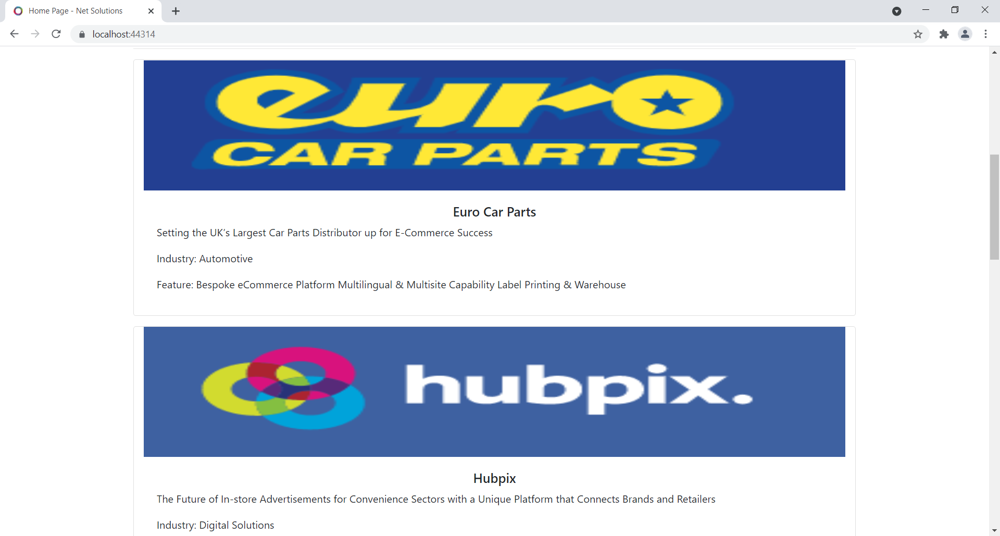 Home Page - Net Solutions
localhost:44314
euro
CAR PARTS
Euro Car Parts
Setting the UK’s Largest Car Parts Distributor up for E-Commerce Success
Industry: Automotive
Feature: Bespoke eCommerce Platform Multilingual & Multisite Capability Label Printing & Warehouse
hubpix.
Hubpix
The Future of In-store Advertisements for Convenience Sectors with a Unique Platform that Connects Brands and Retailers
Industry: Digital Solutions